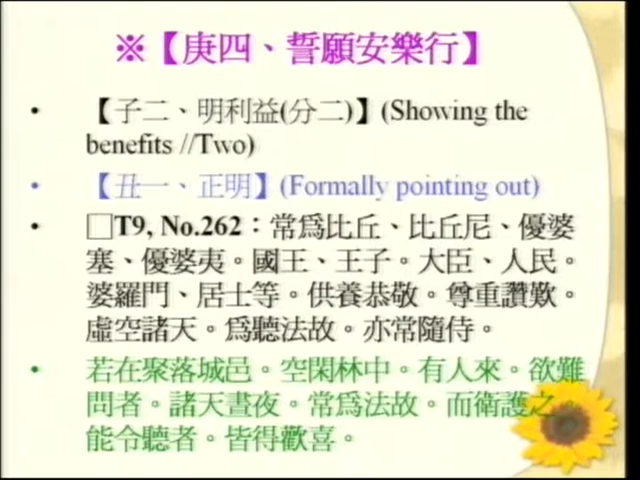 ※【庚四、誓願安樂行】
• 【子二、明利益(分二)】(Showing the
benefits //Two)
• 【丑一、正明】(Formally pointing out)
• □T9, No.262：常爲比丘、比丘尼、優婆
塞、優婆夷。國王、王子。大臣、人民。
婆羅門、居士等。供養恭敬。尊重讚歎。
虛空諸天。爲聽法故。亦常隨侍。
• 若在聚落城邑。空閑林中。有人來。欲難
問者。諸天晝夜。常爲法故。而衛護之。
能令聽者。皆得歡喜。